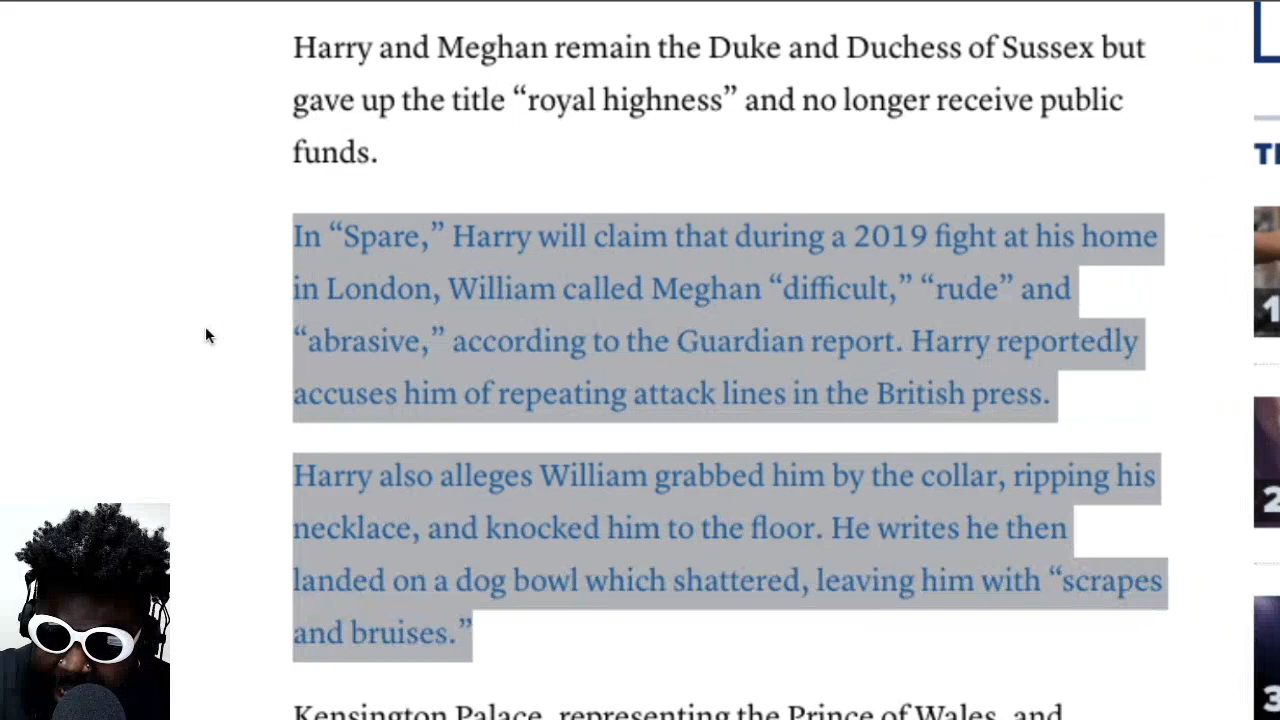 Harry and Meghan remain the Duke and Duchess of Sussex but
gave up the title “royal highness” and no longer receive public
funds.
In “Spare,” Harry will claim that during a 2019 fight at his home
in London, William called Meghan “difficult,” “rude” and
“abrasive,” according to the Guardian report. Harry reportedly
accuses him of repeating attack lines in the British press.
Harry also alleges William grabbed him by the collar, ripping his
necklace, and knocked him to the floor. He writes he then
landed on a dog bowl which shattered, leaving him with “scrapes
and bruises.”
Kensington Palace, representing the Prince of Wales, and
1
2
3